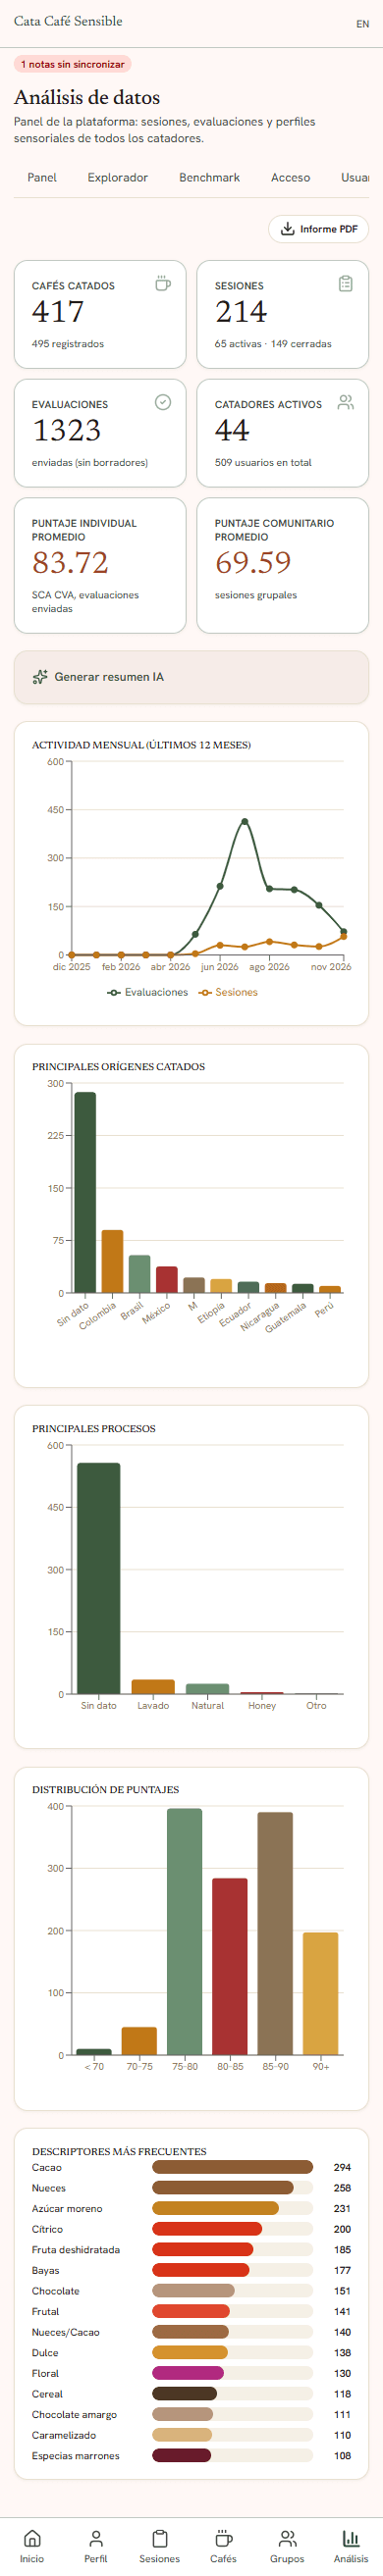 Cata Café Sensible
EN
1 notas sin sincronizar
Análisis de datos
Panel de la plataforma: sesiones, evaluaciones y perfiles
sensoriales de todos los catadores.
Panel Explorador Benchmark Acceso Usuar
Informe PDF
CAFÉS CATADOS
417
495 registrados
SESIONES
214
65 activas · 149 cerradas
EVALUACIONES
1323
enviadas (sin borradores)
CATADORES ACTIVOS
44
509 usuarios en total
PUNTAJE INDIVIDUAL
PROMEDIO
83.72
SCA CVA, evaluaciones
enviadas
PUNTAJE COMUNITARIO
PROMEDIO
69.59
sesiones grupales
Generar resumen IA
ACTIVIDAD MENSUAL (ÚLTIMOS 12 MESES)
600
450
300
150
0
dic 2025 feb 2026 abr 2026 jun 2026 ago 2026 nov 2026
Evaluaciones Sesiones
PRINCIPALES ORÍGENES CATADOS
300
225
150
75
0
Sin dato Colombia Brasil México M Etiopía Ecuador Nicaragua Guatemala Perú
PRINCIPALES PROCESOS
600
450
300
150
0
Sin dato Lavado Natural Honey Otro
DISTRIBUCIÓN DE PUNTAJES
400
300
200
100
0
<70 70-75 75-80 80-85 85-90 90+
DESCRIPTORES MÁS FRECUENTES
Cacao 294
Nueces 258
Azúcar moreno 231
Cítrico 200
Fruta deshidratada 185
Bayas 177
Chocolate 151
Frutal 141
Nueces/Cacao 140
Dulce 138
Floral 130
Cereal 118
Chocolate amargo 111
Caramelizado 110
Especias marrones 108
Inicio Perfil Sesiones Cafés Grupos Análisis